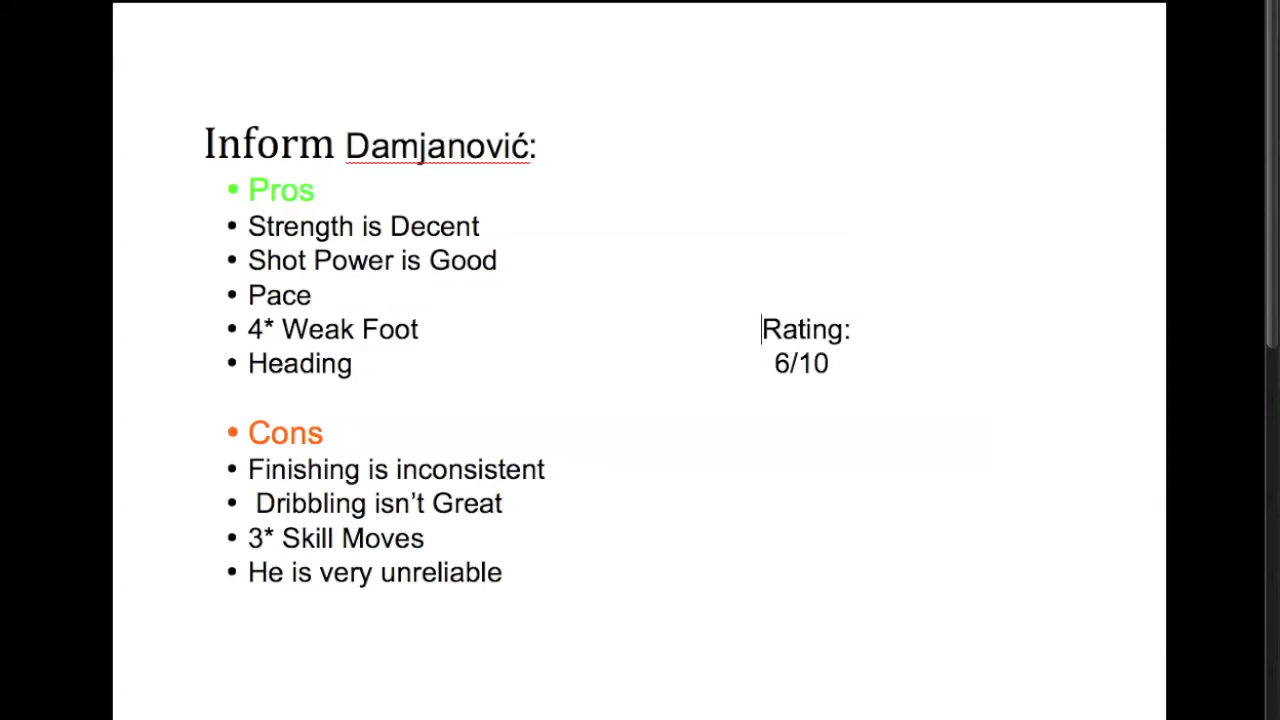 Inform Damjanović:
• Pros
• Strength is Decent
• Shot Power is Good
• Pace
• 4* Weak Foot
• Heading
Rating:
6/10
• Cons
• Finishing is inconsistent
• Dribbling isn’t Great
• 3* Skill Moves
• He is very unreliable